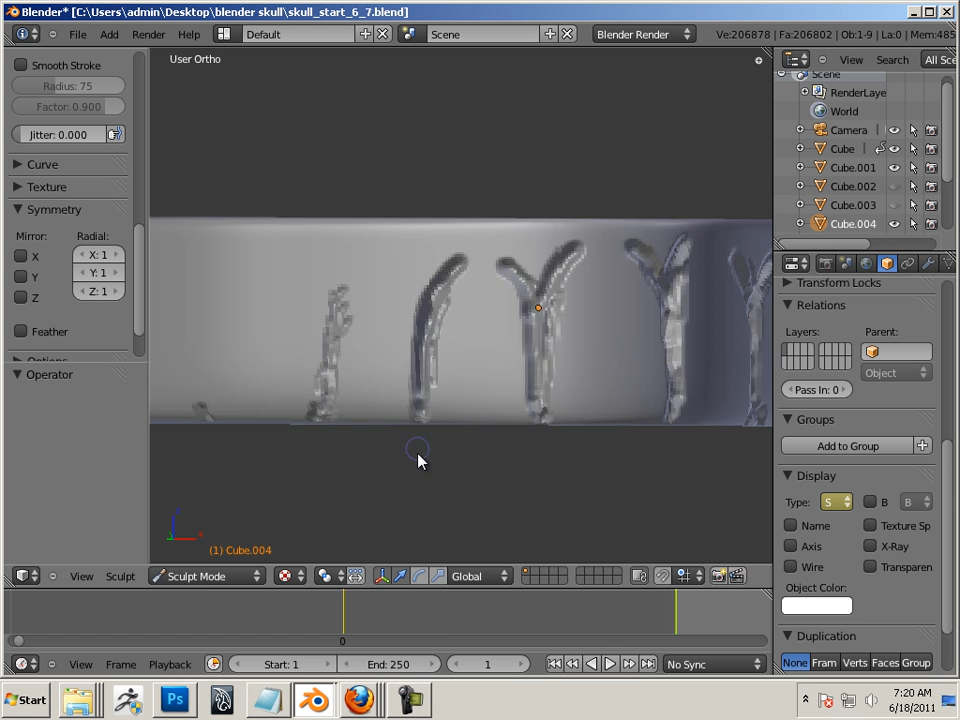 Blender* [C:\Users\admin\Desktop\blender skull\skull_start_6_7.blend]
File Add Render Help Default Scene Blender Render Ve:206878 | Fa:206802 | Ob:1-9 | La:0 | Mem:485
Smooth Stroke
Radius: 75
Factor: 0.900
Jitter: 0.000
Curve
Texture
Symmetry
Mirror: Radial:
X X: 1
Y Y: 1
Z Z: 1
Feather
Operator
User Ortho
(1) Cube.004
View Search All Sce
Scene
RenderLaye
World
Camera
Cube
Cube.001
Cube.002
Cube.003
Cube.004
Transform Locks
Relations
Layers: Parent:
Object
Pass In: 0
Groups
Add to Group
Display
Type: S B B
Name Texture Sp
Axis X-Ray
Wire Transparen
Object Color:
Duplication
None Fram Verts Faces Group
View Sculpt Sculpt Mode Global
0
View Frame Playback Start: 1 End: 250 1 No Sync
Start Ps 7:20 AM
6/18/2011